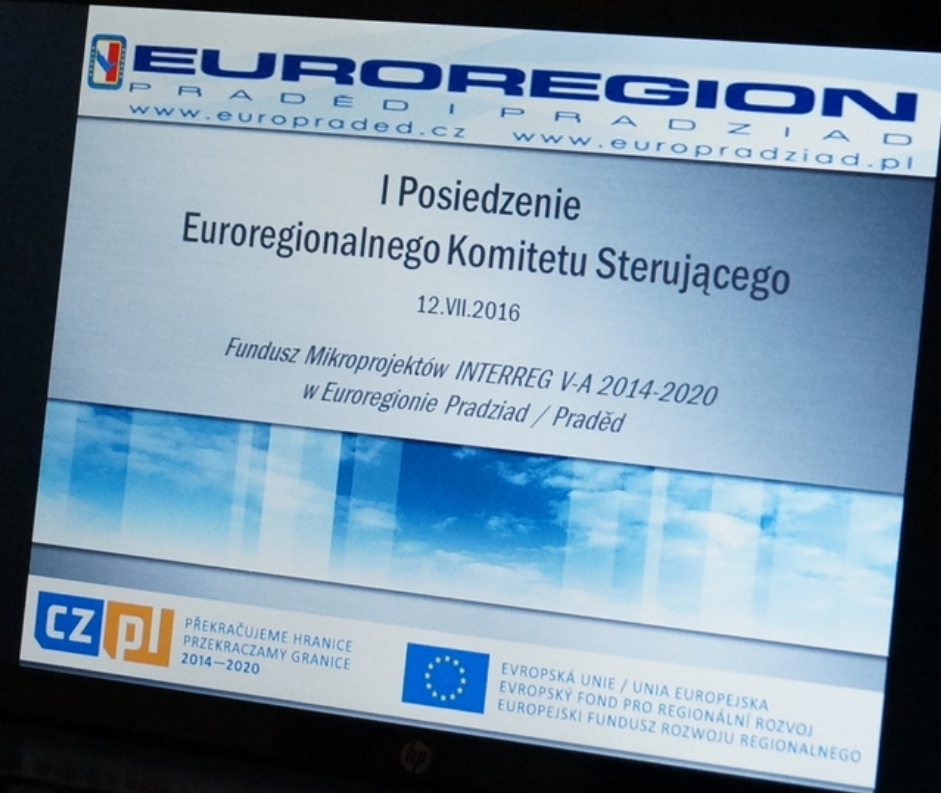 EUROREGION
PRADĚD I PRADZIAD
www.europraded.cz www.europradziad.pl
I Posiedzenie
Euroregionalnego Komitetu Sterującego
12.VII.2016
Fundusz Mikroprojektów INTERREG V-A 2014-2020
w Euroregionie Pradziad / Praděd
CZ pl
PŘEKRAČUJEME HRANICE
PRZEKRACZAMY GRANICE
2014—2020
EVROPSKÁ UNIE / UNIA EUROPEJSKA
EVROPSKÝ FOND PRO REGIONÁLNÍ ROZVOJ
EUROPEJSKI FUNDUSZ ROZWOJU REGIONALNEGO
hp